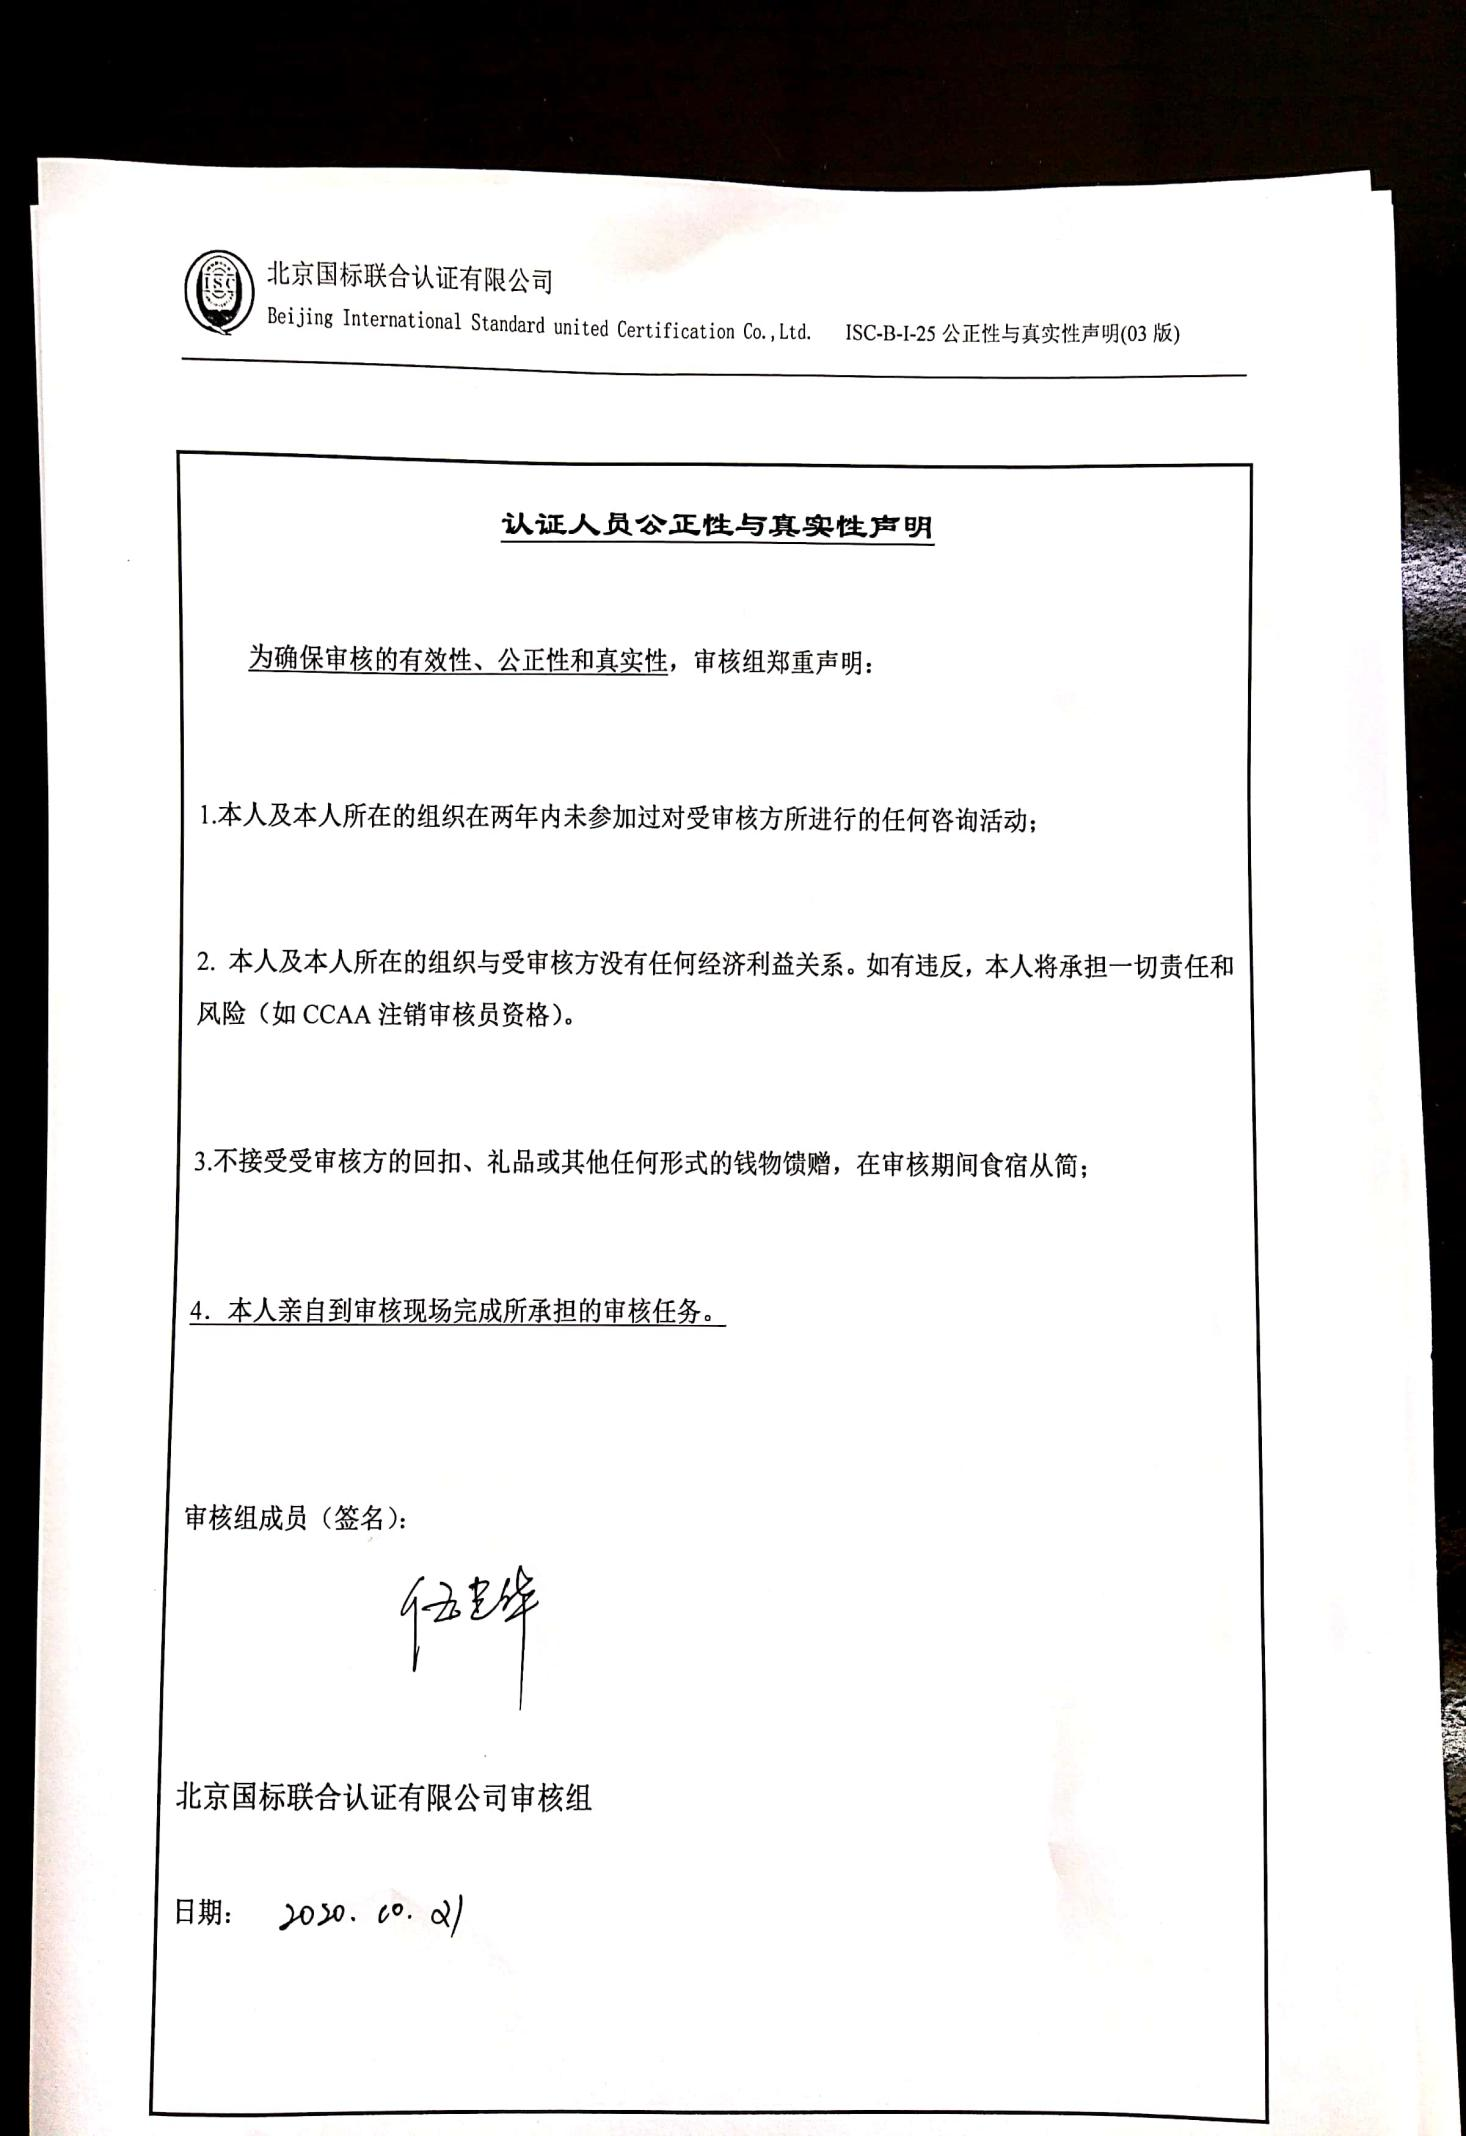 ISC
北京国标联合认证有限公司
Beijing International Standard united Certification Co.,Ltd. ISC-B-I-25 公正性与真实性声明(03 版)
认证人员公正性与真实性声明
为确保审核的有效性、公正性和真实性，审核组郑重声明：
1.本人及本人所在的组织在两年内未参加过对受审核方所进行的任何咨询活动；
2. 本人及本人所在的组织与受审核方没有任何经济利益关系。如有违反，本人将承担一切责任和
风险（如 CCAA 注销审核员资格）。
3.不接受受审核方的回扣、礼品或其他任何形式的钱物馈赠，在审核期间食宿从简；
4. 本人亲自到审核现场完成所承担的审核任务。
审核组成员（签名）：
伍建华
北京国标联合认证有限公司审核组
日期： 2020. 10. 21